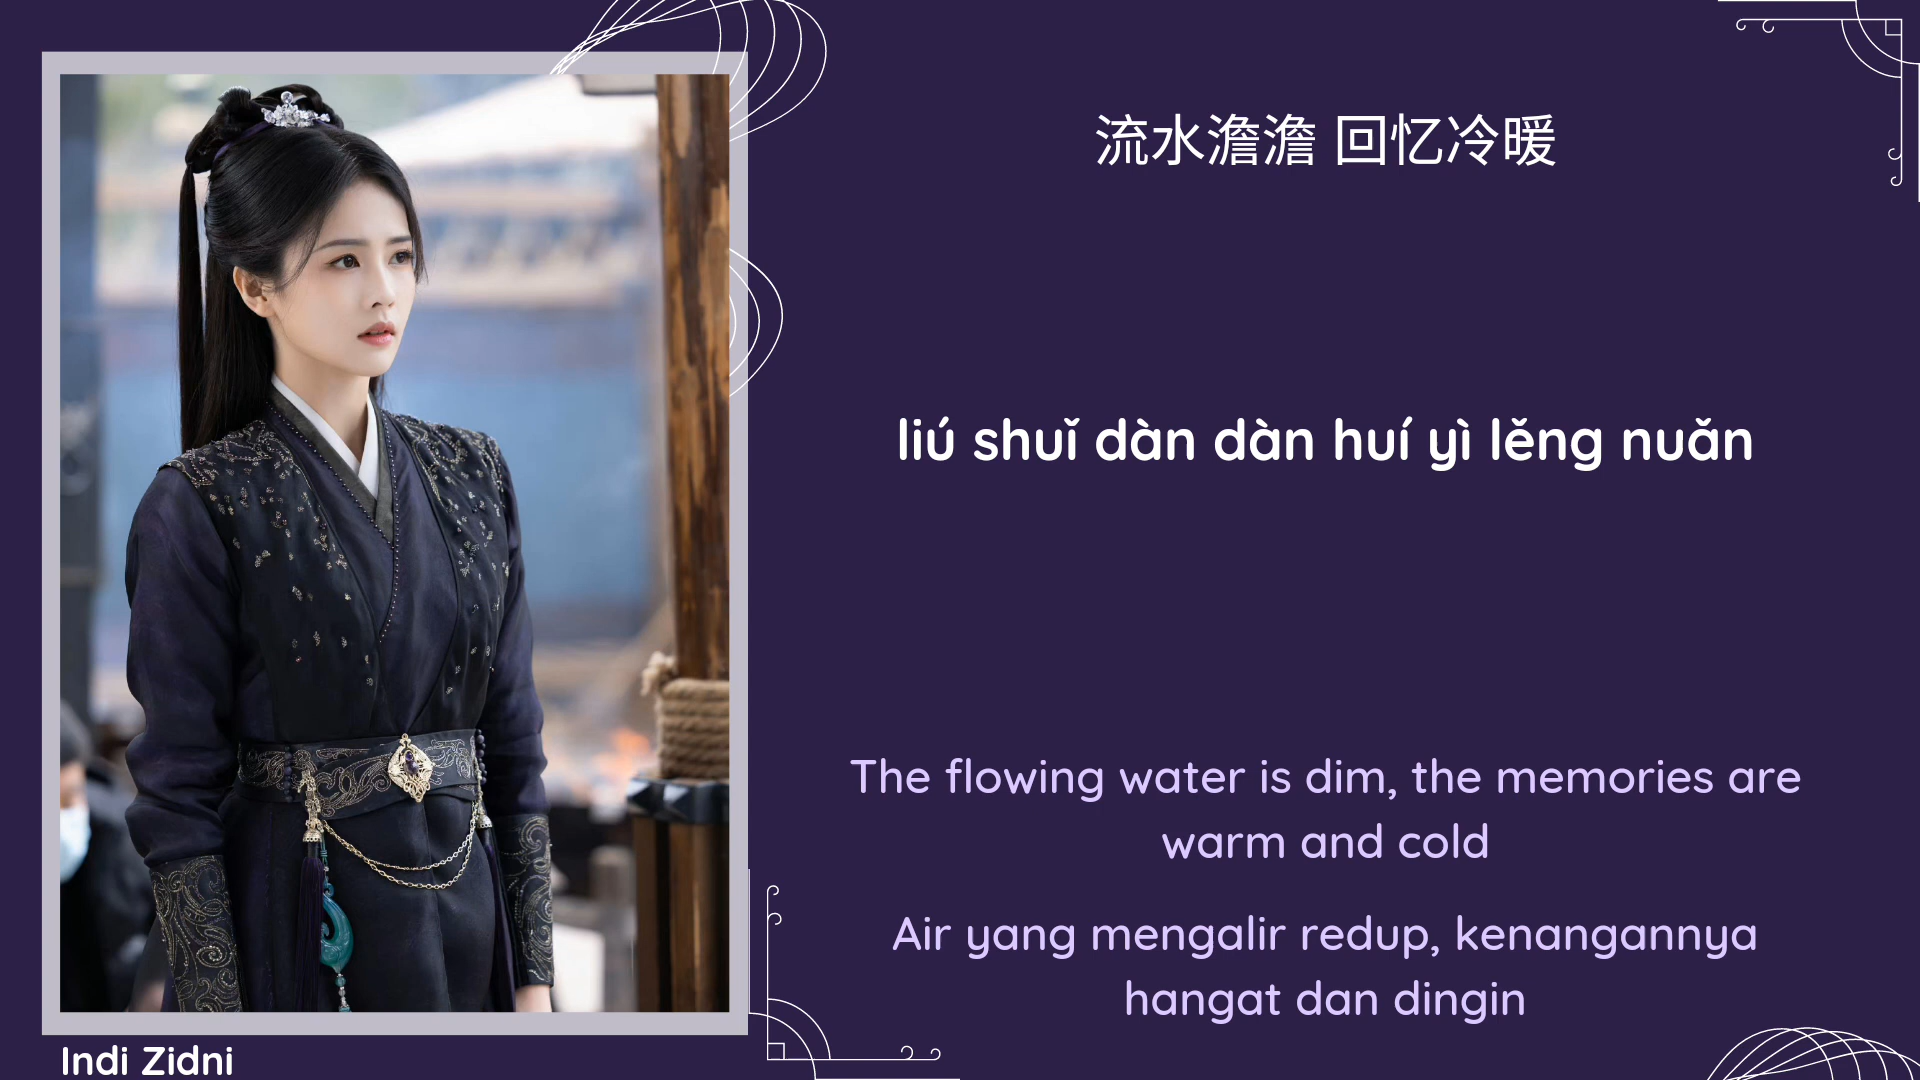 流水澹澹 回忆冷暖
liú shuǐ dàn dàn huí yì lěng nuǎn
The flowing water is dim, the memories are
warm and cold
Air yang mengalir redup, kenangannya
hangat dan dingin
Indi Zidni